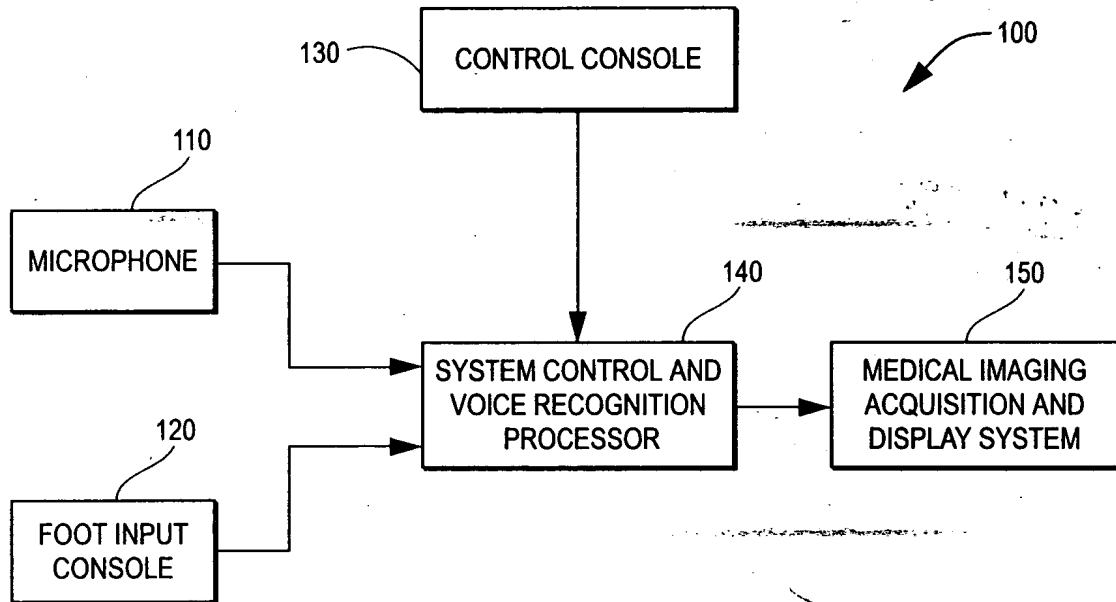 100
130
CONTROL CONSOLE
110
MICROPHONE
140
SYSTEM CONTROL AND
VOICE RECOGNITION
PROCESSOR
150
MEDICAL IMAGING
ACQUISITION AND
DISPLAY SYSTEM
120
FOOT INPUT
CONSOLE